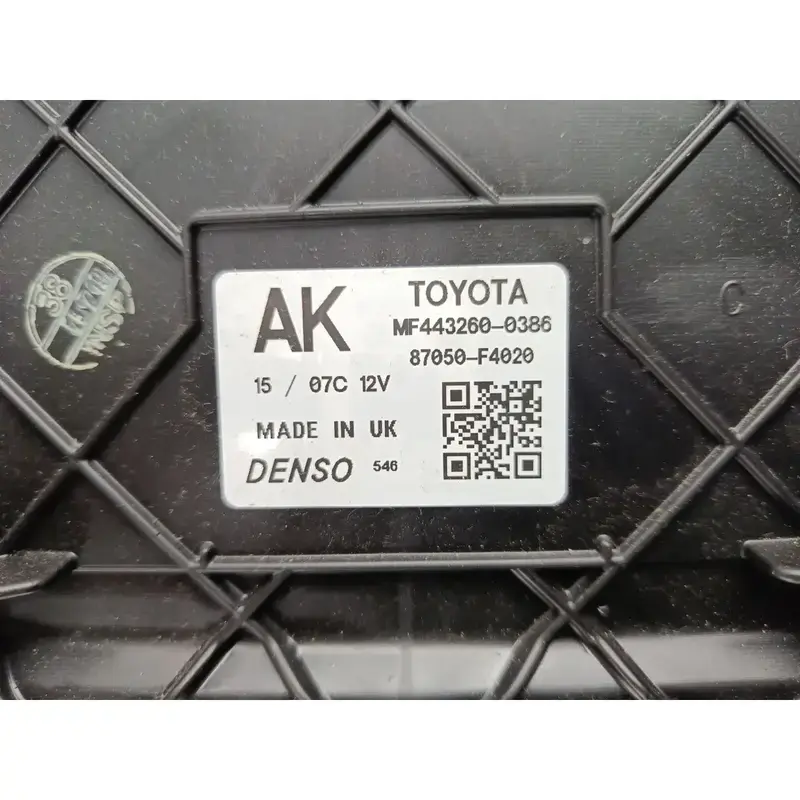 AK
TOYOTA
MF443260-0386
87050-F4020
15 / 07C 12V
MADE IN UK
DENSO 546
C